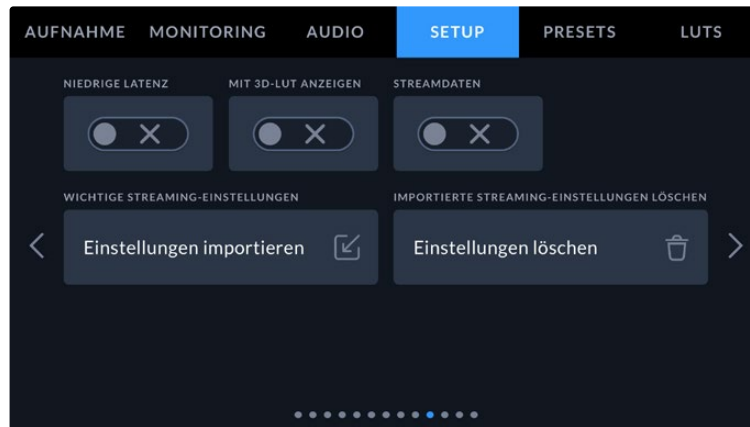 AUFNAHME MONITORING AUDIO SETUP PRESETS LUTS
NIEDRIGE LATENZ MIT 3D-LUT ANZEIGEN STREAMDATEN
WICHTIGE STREAMING-EINSTELLUNGEN IMPORTIERTE STREAMING-EINSTELLUNGEN LÖSCHEN
Einstellungen importieren Einstellungen löschen